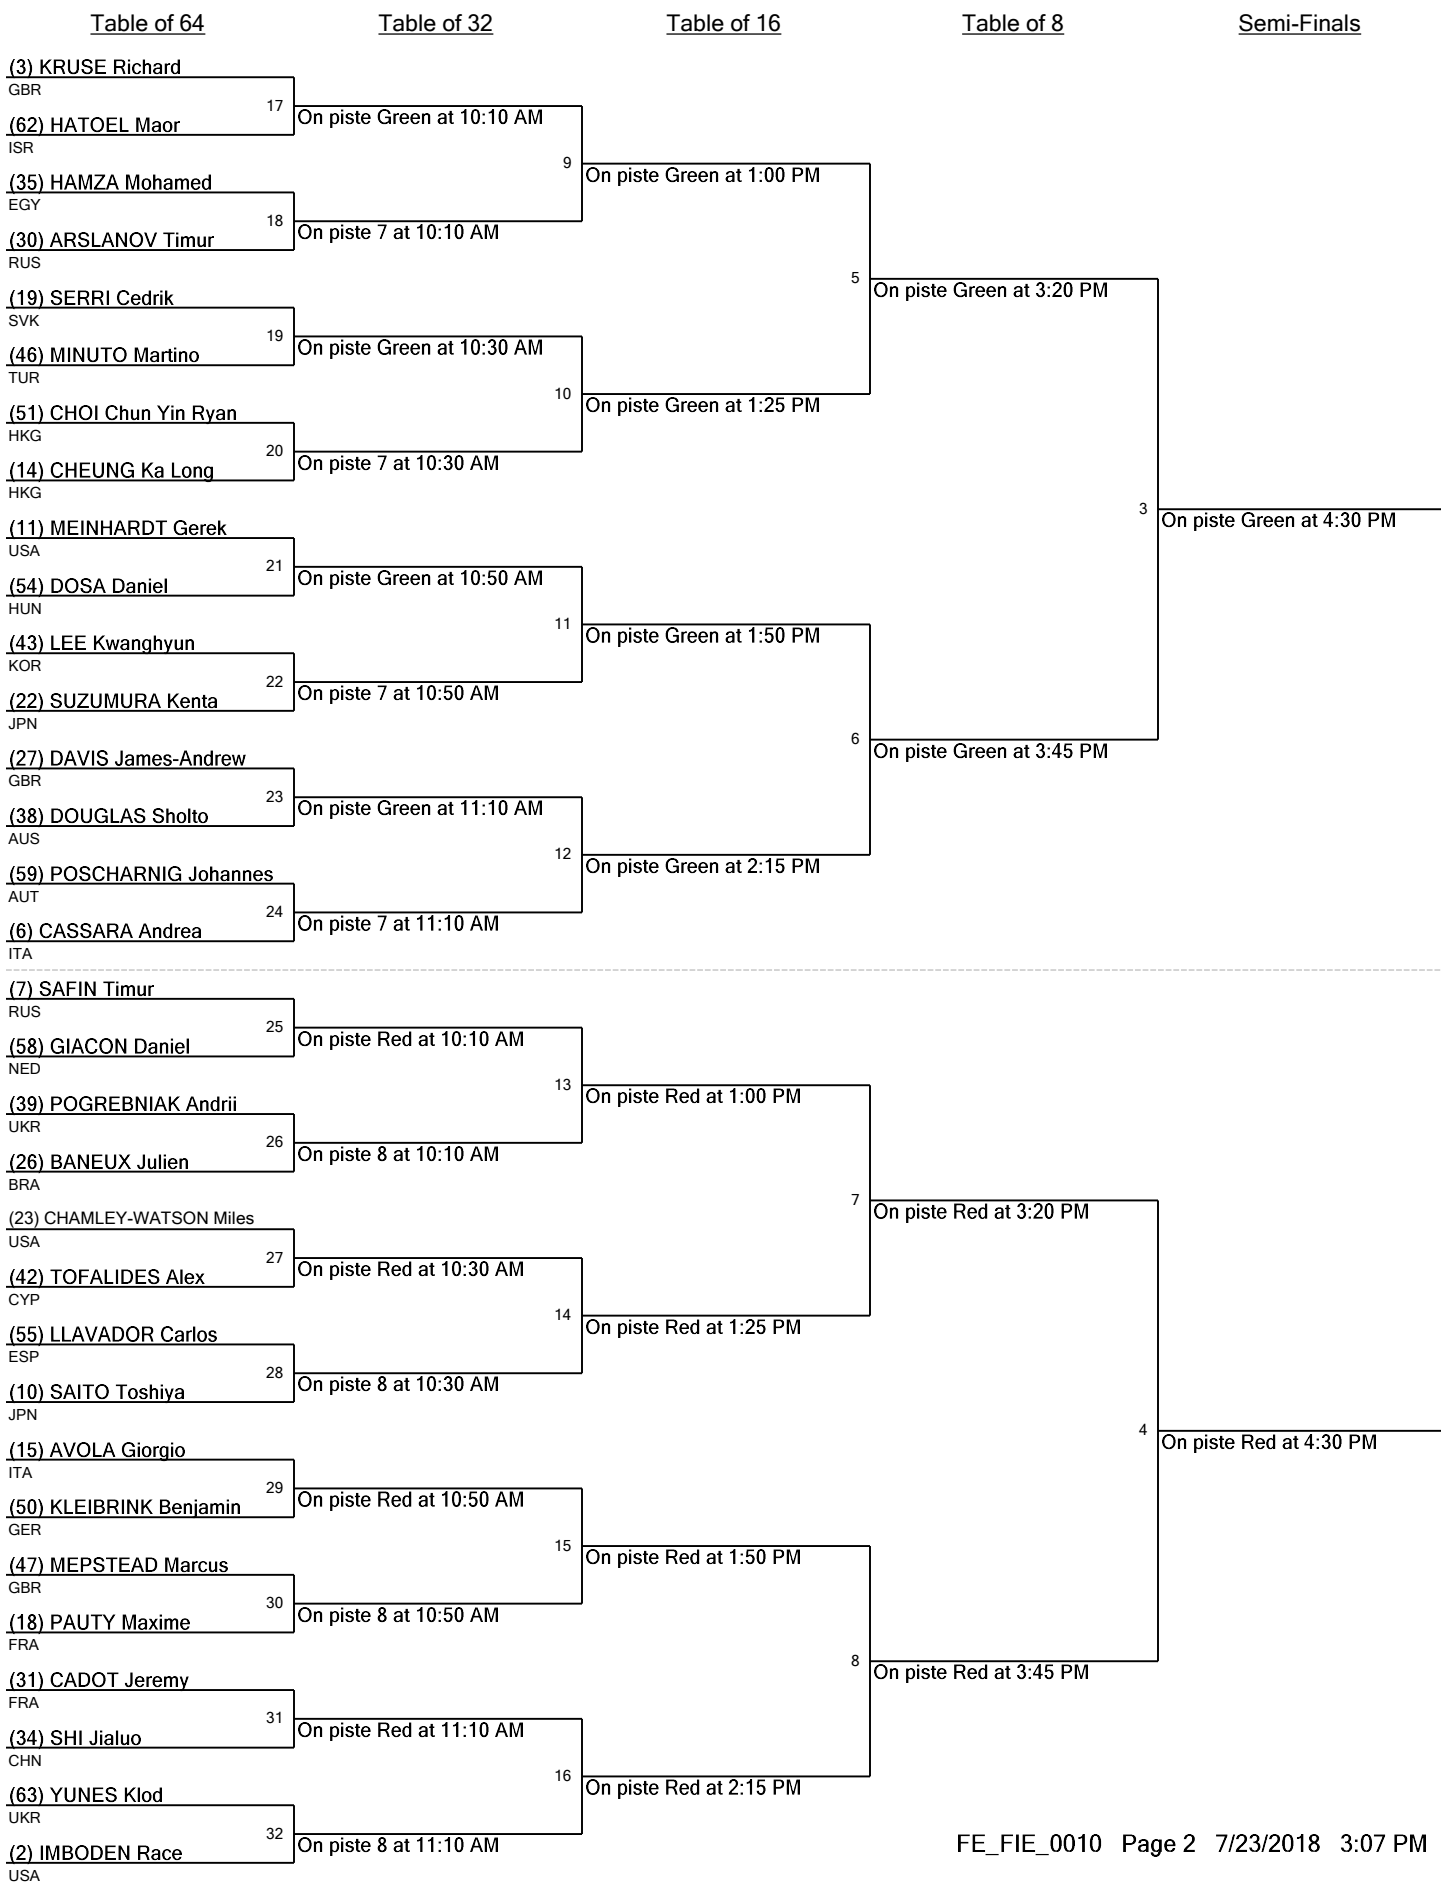 Table of 64 Table of 32 Table of 16 Table of 8 Semi-Finals
(3) KRUSE Richard
GBR
17
On piste Green at 10:10 AM
(62) HATOEL Maor
ISR
9
On piste Green at 1:00 PM
(35) HAMZA Mohamed
EGY
18
On piste 7 at 10:10 AM
(30) ARSLANOV Timur
RUS
5
On piste Green at 3:20 PM
(19) SERRI Cedrik
SVK
19
On piste Green at 10:30 AM
(46) MINUTO Martino
TUR
10
On piste Green at 1:25 PM
(51) CHOI Chun Yin Ryan
HKG
20
On piste 7 at 10:30 AM
(14) CHEUNG Ka Long
HKG
3
On piste Green at 4:30 PM
(11) MEINHARDT Gerek
USA
21
On piste Green at 10:50 AM
(54) DOSA Daniel
HUN
11
On piste Green at 1:50 PM
(43) LEE Kwanghyun
KOR
22
On piste 7 at 10:50 AM
(22) SUZUMURA Kenta
JPN
6
On piste Green at 3:45 PM
(27) DAVIS James-Andrew
GBR
23
On piste Green at 11:10 AM
(38) DOUGLAS Sholto
AUS
12
On piste Green at 2:15 PM
(59) POSCHARNIG Johannes
AUT
24
On piste 7 at 11:10 AM
(6) CASSARA Andrea
ITA
(7) SAFIN Timur
RUS
25
On piste Red at 10:10 AM
(58) GIACON Daniel
NED
13
On piste Red at 1:00 PM
(39) POGREBNIAK Andrii
UKR
26
On piste 8 at 10:10 AM
(26) BANEUX Julien
BRA
7
On piste Red at 3:20 PM
(23) CHAMLEY-WATSON Miles
USA
27
On piste Red at 10:30 AM
(42) TOFALIDES Alex
CYP
14
On piste Red at 1:25 PM
(55) LLAVADOR Carlos
ESP
28
On piste 8 at 10:30 AM
(10) SAITO Toshiya
JPN
4
On piste Red at 4:30 PM
(15) AVOLA Giorgio
ITA
29
On piste Red at 10:50 AM
(50) KLEIBRINK Benjamin
GER
15
On piste Red at 1:50 PM
(47) MEPSTEAD Marcus
GBR
30
On piste 8 at 10:50 AM
(18) PAUTY Maxime
FRA
8
On piste Red at 3:45 PM
(31) CADOT Jeremy
FRA
31
On piste Red at 11:10 AM
(34) SHI Jialuo
CHN
16
On piste Red at 2:15 PM
(63) YUNES Klod
UKR
32
On piste 8 at 11:10 AM
(2) IMBODEN Race
USA
FE_FIE_0010 Page 2 7/23/2018 3:07 PM